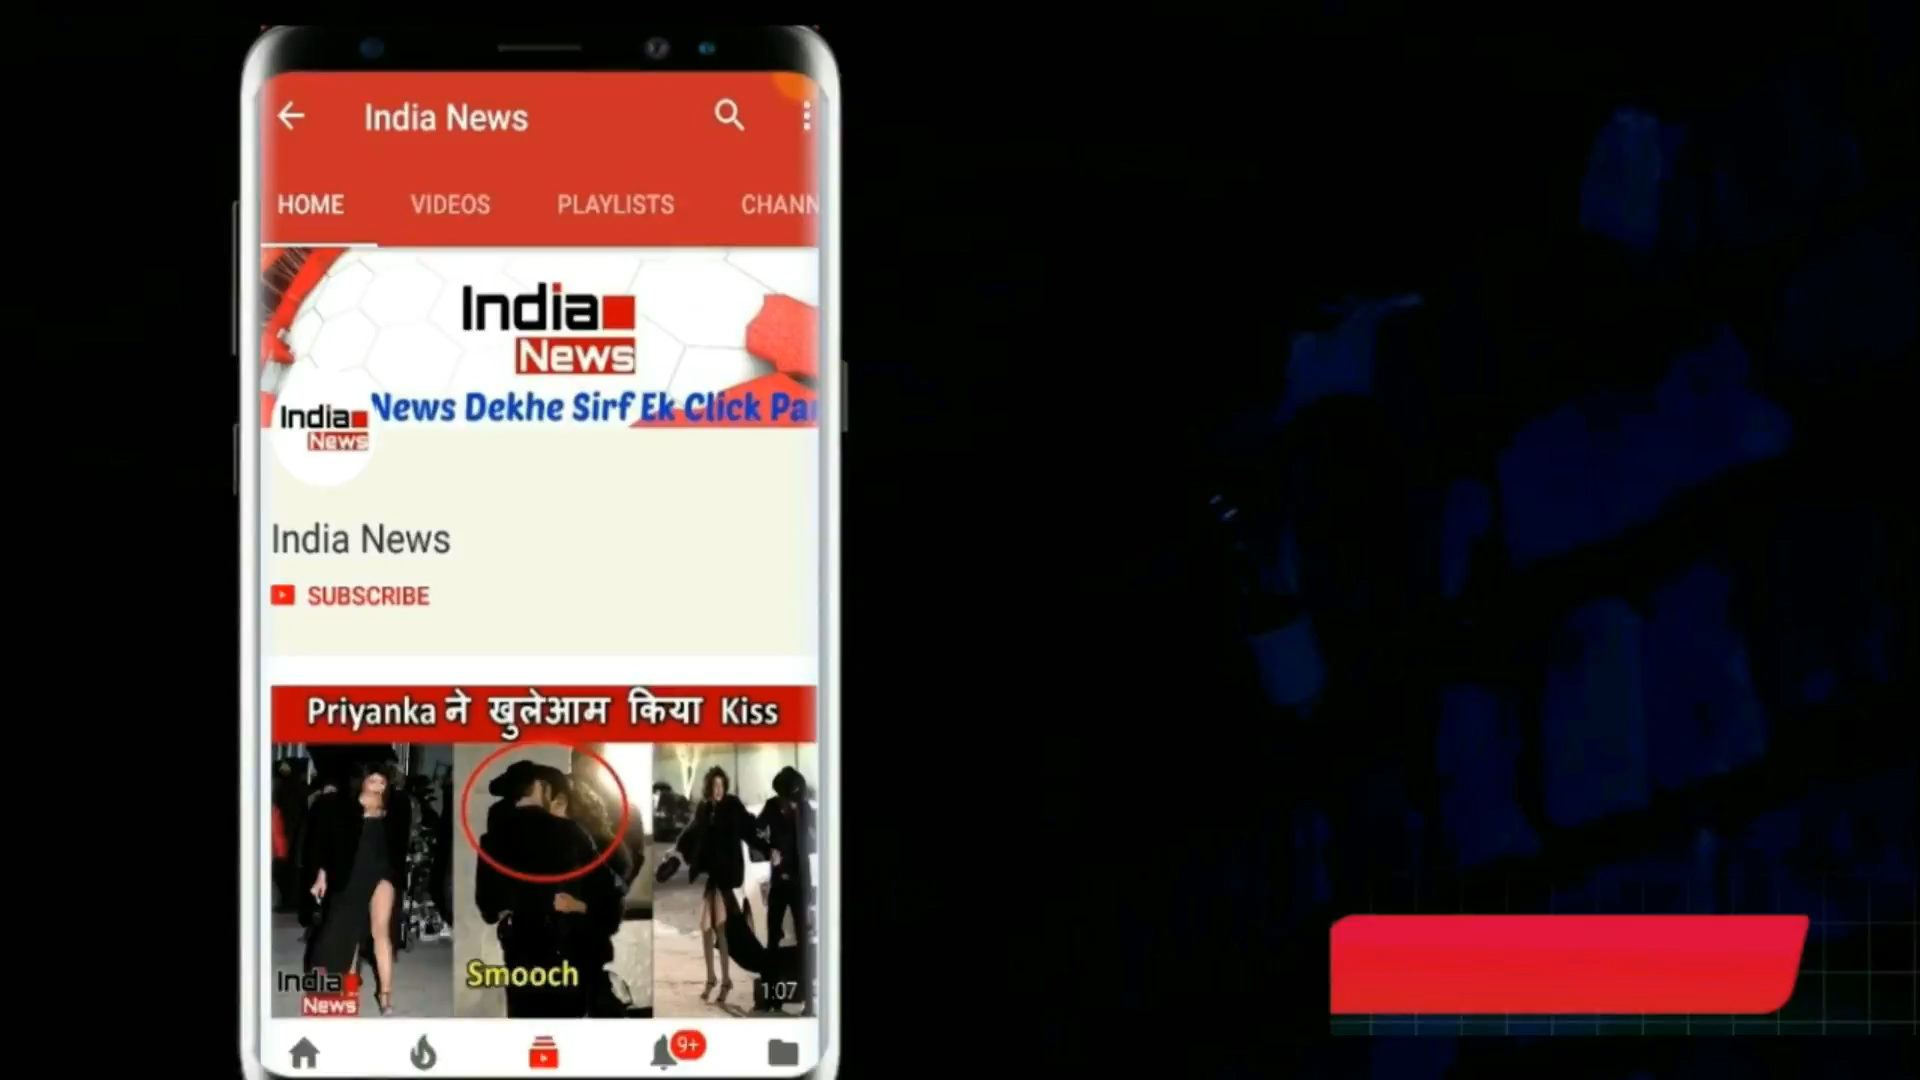 India News
HOME VIDEOS PLAYLISTS CHANN
India
News
News Dekhe Sirf Ek Click Par
India
News
India News
SUBSCRIBE
Priyanka ने खुलेआम किया Kiss
Smooch
India
News
1:07
9+